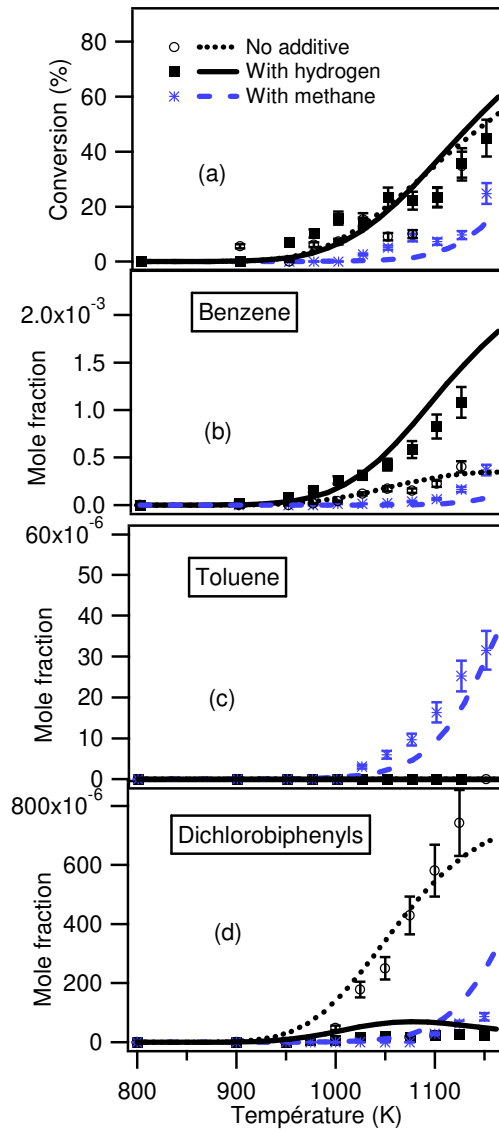 80
60
40
20
0
Conversion (%)
No additive
With hydrogen
With methane
(a)
2.0x10-3
1.5
1.0
0.5
0.0
Mole fraction
Benzene
(b)
60x10-6
50
40
30
20
10
0
Mole fraction
Toluene
(c)
800x10-6
600
400
200
0
Mole fraction
Dichlorobiphenyls
(d)
800 900 1000 1100
Température (K)